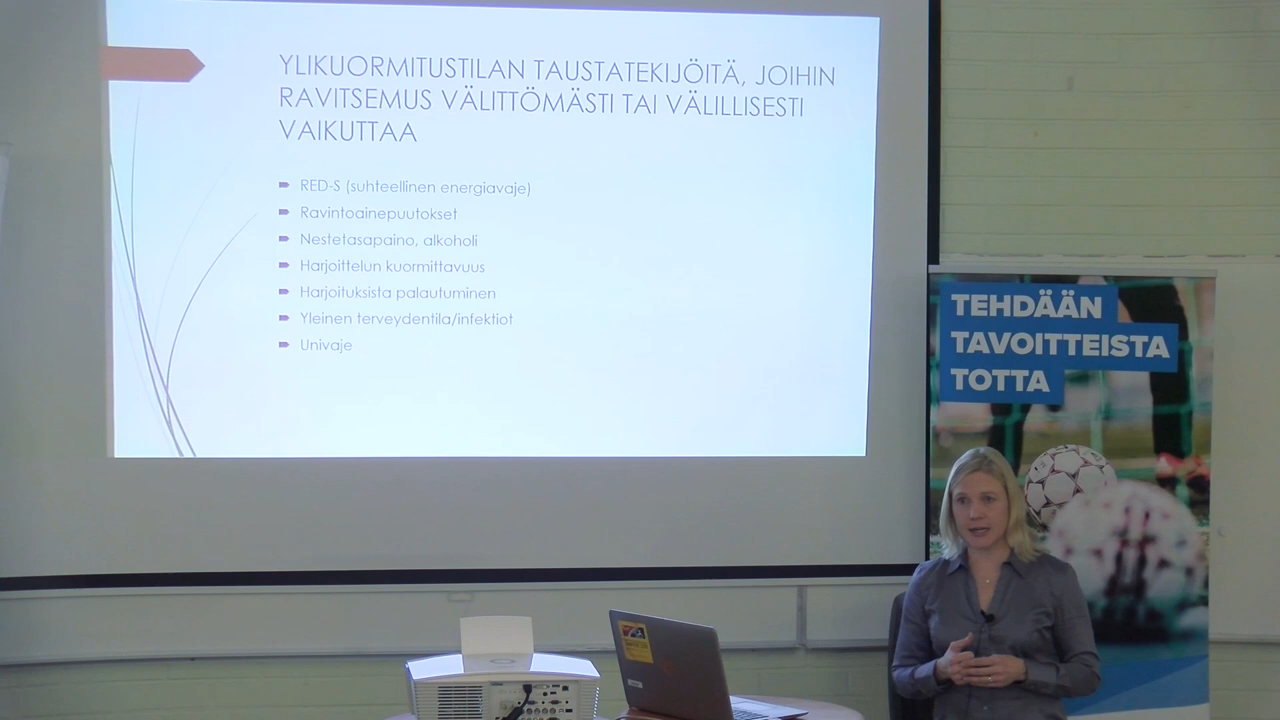 YLIKUORMITUSTILAN TAUSTATEKIJÖITÄ, JOIHIN
RAVITSEMUS VÄLITTÖMÄSTI TAI VÄLILLISESTI
VAIKUTTAA
RED-S (suhteellinen energiavaje)
Ravintoainepuutokset
Nestetasapaino, alkoholi
Harjoittelun kuormittavuus
Harjoituksista palautuminen
Yleinen terveydentila/infektiot
Univaje
TEHDÄÄN
TAVOITTEISTA
TOTTA